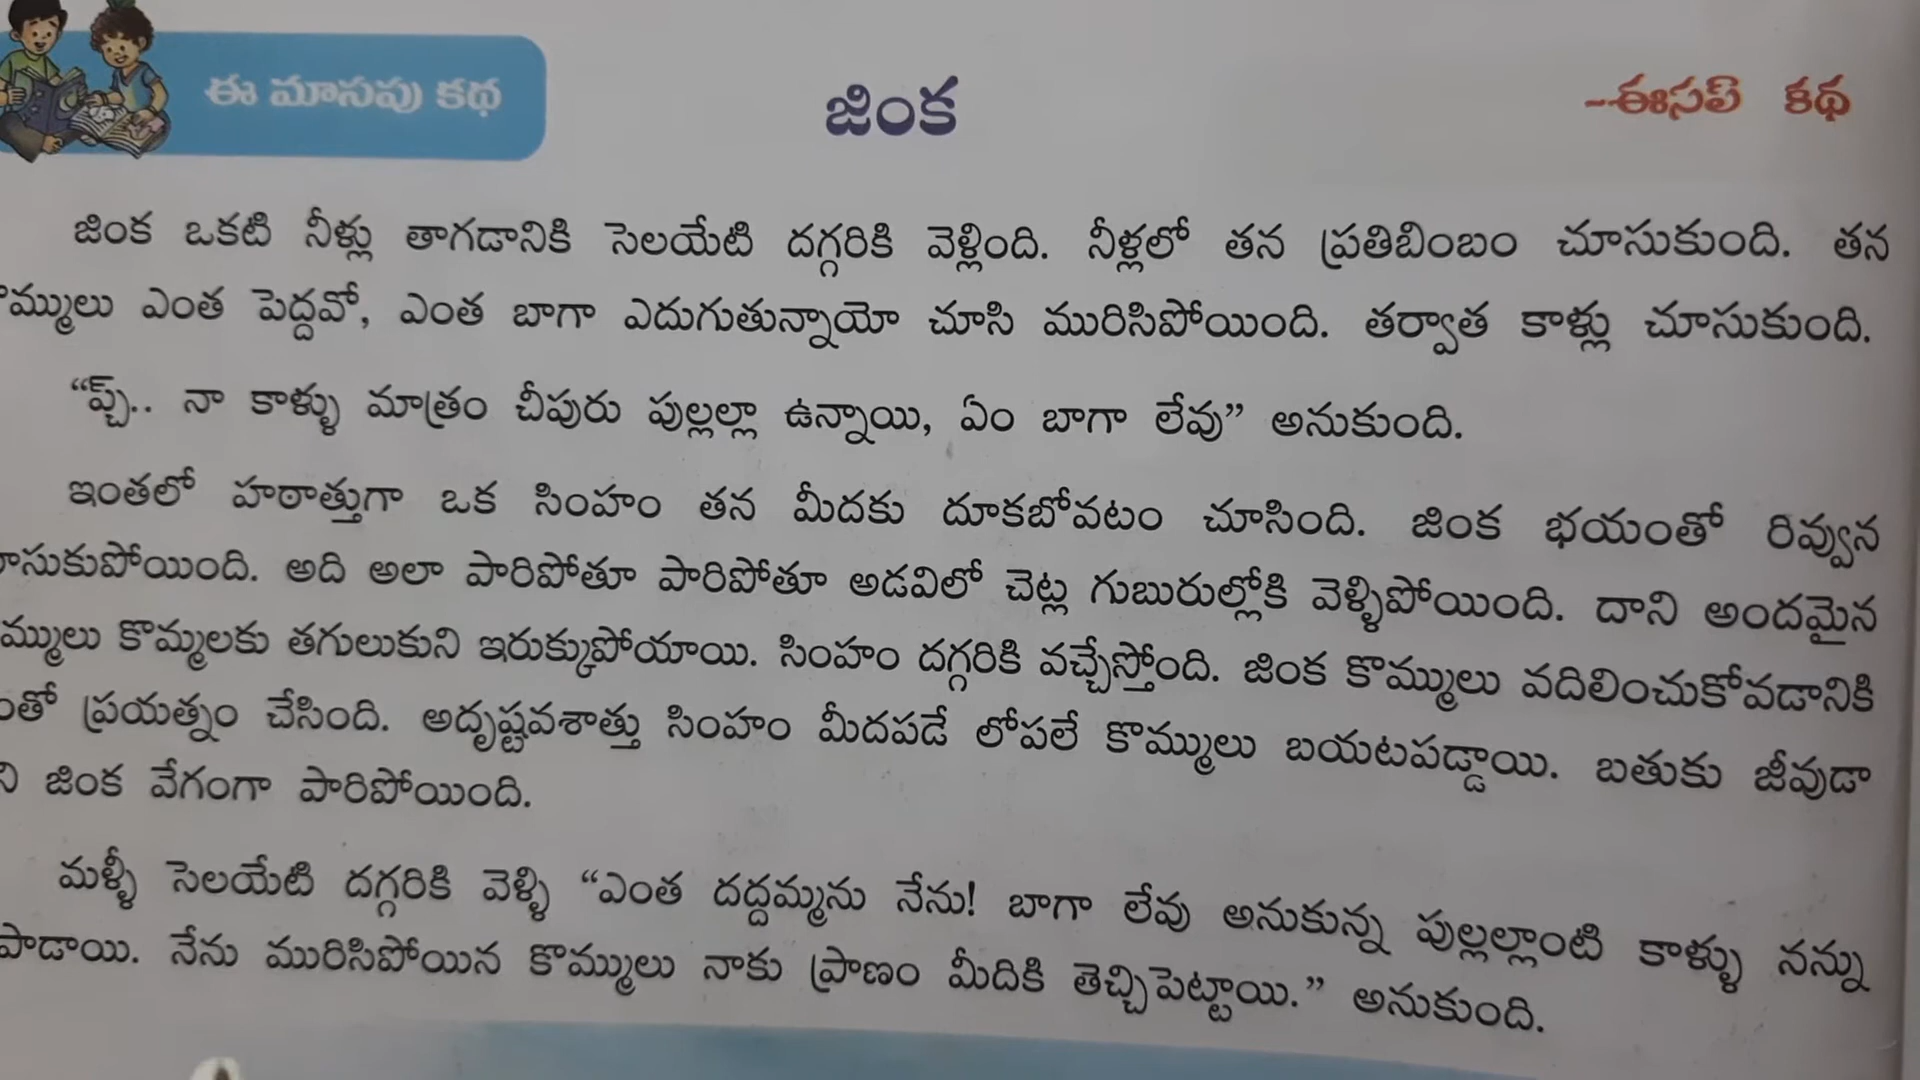 ఈ మాసపు కథ
జింక
--ఈసప్ కథ
జింక ఒకటి నీళ్లు తాగడానికి సెలయేటి దగ్గరికి వెళ్లింది. నీళ్లలో తన ప్రతిబింబం చూసుకుంది. తన
ఎంత పెద్దవో, ఎంత బాగా ఎదుగుతున్నాయో చూసి మురిసిపోయింది. తర్వాత కాళ్లు చూసుకుంది.
“ప్చ్.. నా కాళ్ళు మాత్రం చీపురు పుల్లల్లా ఉన్నాయి, ఏం బాగా లేవు” అనుకుంది.
ఇంతలో హఠాత్తుగా ఒక సింహం తన మీదకు దూకబోవటం చూసింది. జింక భయంతో రివ్వున
అది అలా పారిపోతూ పారిపోతూ అడవిలో చెట్ల గుబురుల్లోకి వెళ్ళిపోయింది. దాని అందమైన
కొమ్మలకు తగులుకుని ఇరుక్కుపోయాయి. సింహం దగ్గరికి వచ్చేస్తోంది. జింక కొమ్ములు వదిలించుకోవడానికి
ప్రయత్నం చేసింది. అదృష్టవశాత్తు సింహం మీదపడే లోపలే కొమ్ములు బయటపడ్డాయి. బతుకు జీవుడా
జింక వేగంగా పారిపోయింది.
మళ్ళీ సెలయేటి దగ్గరికి వెళ్ళి “ఎంత దద్దమ్మను నేను! బాగా లేవు అనుకున్న పుల్లల్లాంటి కాళ్ళు నన్ను
నేను మురిసిపోయిన కొమ్ములు నాకు ప్రాణం మీదికి తెచ్చిపెట్టాయి.” అనుకుంది.